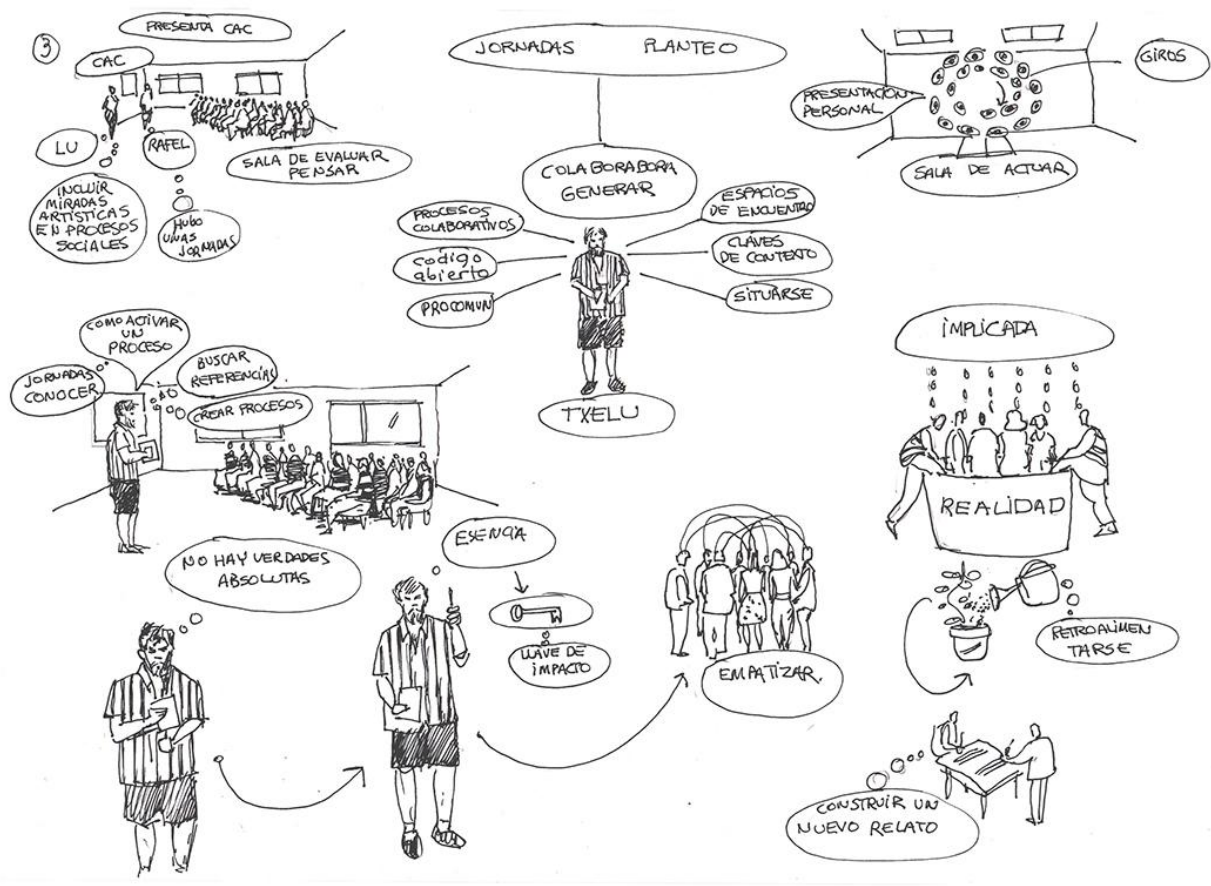 3
PRESENTA CAC
CAC
LU
RAFEL
SALA DE EVALUAR
PENSAR
INCLUIR
MIRADAS
ARTÍSTICAS
EN PROCESOS
SOCIALES
HUBO
UNAS
JORNADAS
JORNADAS PLANTEO
COLABORABORA
GENERAR
PROCESOS
COLABORATIVOS
código
abierto
PROCOMUN
ESPACIOS
DE ENCUENTRO
CLAVES
DE CONTEXTO
SITUARSE
TXELU
PRESENTACION
PERSONAL
GIROS
SALA DE ACTUAR
COMO ACTIVAR
UN
PROCESO
JORNADAS
CONOCER
BUSCAR
REFERENCIAS
CREAR PROCESOS
NO HAY VERDADES
ABSOLUTAS
ESENCIA
LLAVE DE
IMPACTO
EMPATIZAR.
IMPLICADA
REALIDAD
RETROALIMEN
TARSE
CONSTRUIR UN
NUEVO RELATO